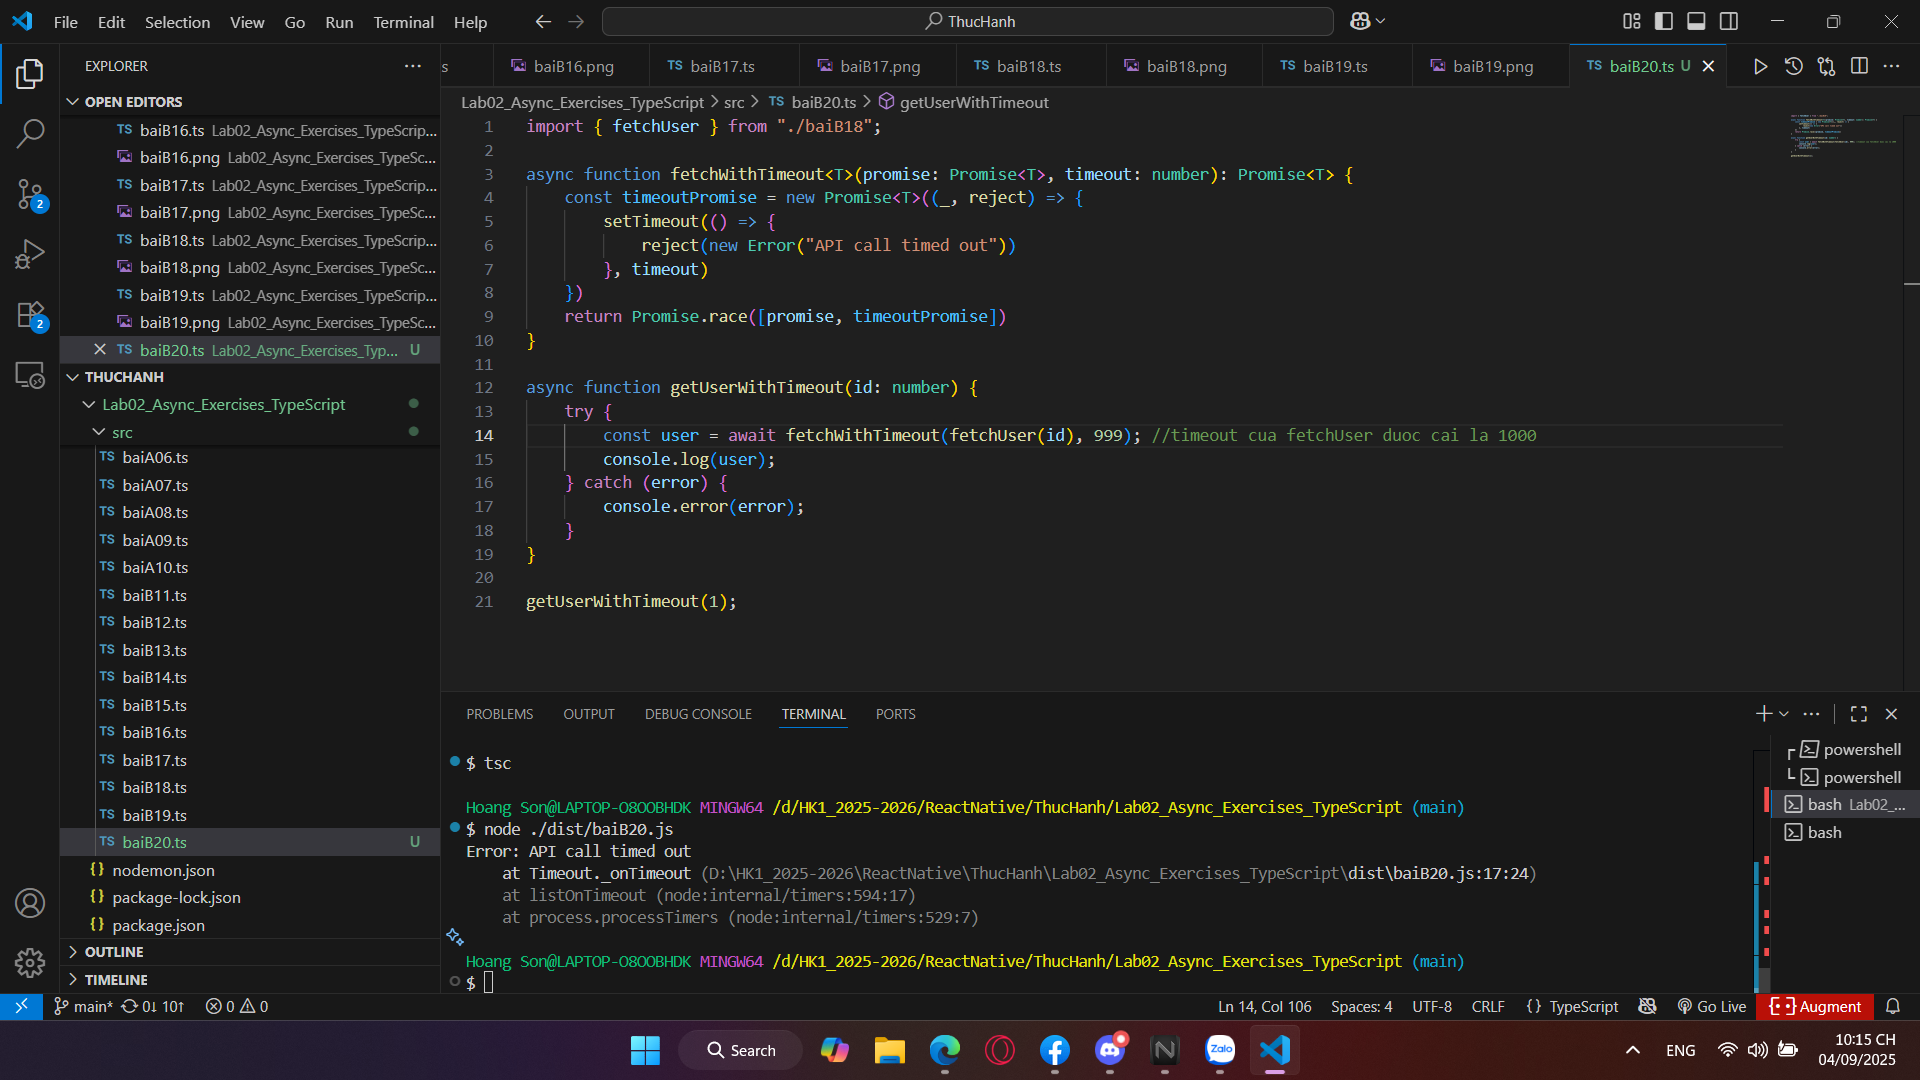 File Edit Selection View Go Run Terminal Help
ThucHanh
EXPLORER
OPEN EDITORS
TS baiB16.ts Lab02_Async_Exercises_TypeScrip...
baiB16.png Lab02_Async_Exercises_TypeSc...
TS baiB17.ts Lab02_Async_Exercises_TypeScrip...
baiB17.png Lab02_Async_Exercises_TypeSc...
TS baiB18.ts Lab02_Async_Exercises_TypeScrip...
baiB18.png Lab02_Async_Exercises_TypeSc...
TS baiB19.ts Lab02_Async_Exercises_TypeScrip...
baiB19.png Lab02_Async_Exercises_TypeSc...
TS baiB20.ts Lab02_Async_Exercises_Typ... U
THUCHANH
Lab02_Async_Exercises_TypeScript
src
TS baiA06.ts
TS baiA07.ts
TS baiA08.ts
TS baiA09.ts
TS baiA10.ts
TS baiB11.ts
TS baiB12.ts
TS baiB13.ts
TS baiB14.ts
TS baiB15.ts
TS baiB16.ts
TS baiB17.ts
TS baiB18.ts
TS baiB19.ts
TS baiB20.ts U
{} nodemon.json
{} package-lock.json
{} package.json
OUTLINE
TIMELINE
2
2
s baiB16.png TS baiB17.ts baiB17.png TS baiB18.ts baiB18.png TS baiB19.ts baiB19.png TS baiB20.ts U
Lab02_Async_Exercises_TypeScript > src > TS baiB20.ts > getUserWithTimeout
1 import { fetchUser } from "./baiB18";
2
3 async function fetchWithTimeout<T>(promise: Promise<T>, timeout: number): Promise<T> {
4 const timeoutPromise = new Promise<T>((_, reject) => {
5 setTimeout(() => {
6 reject(new Error("API call timed out"))
7 }, timeout)
8 })
9 return Promise.race([promise, timeoutPromise])
10 }
11
12 async function getUserWithTimeout(id: number) {
13 try {
14 const user = await fetchWithTimeout(fetchUser(id), 999); //timeout cua fetchUser duoc cai la 1000
15 console.log(user);
16 } catch (error) {
17 console.error(error);
18 }
19 }
20
21 getUserWithTimeout(1);
PROBLEMS OUTPUT DEBUG CONSOLE TERMINAL PORTS
$ tsc
Hoang Son@LAPTOP-O8OOBHDK MINGW64 /d/HK1_2025-2026/ReactNative/ThucHanh/Lab02_Async_Exercises_TypeScript (main)
$ node ./dist/baiB20.js
Error: API call timed out
at Timeout._onTimeout (D:\HK1_2025-2026\ReactNative\ThucHanh\Lab02_Async_Exercises_TypeScript\dist\baiB20.js:17:24)
at listOnTimeout (node:internal/timers:594:17)
at process.processTimers (node:internal/timers:529:7)
Hoang Son@LAPTOP-O8OOBHDK MINGW64 /d/HK1_2025-2026/ReactNative/ThucHanh/Lab02_Async_Exercises_TypeScript (main)
$
powershell
powershell
bash Lab02_...
bash
main* 0↓ 10↑ 0 0
Ln 14, Col 106 Spaces: 4 UTF-8 CRLF {} TypeScript Go Live Augment
Search
Zalo
ENG
10:15 CH
04/09/2025